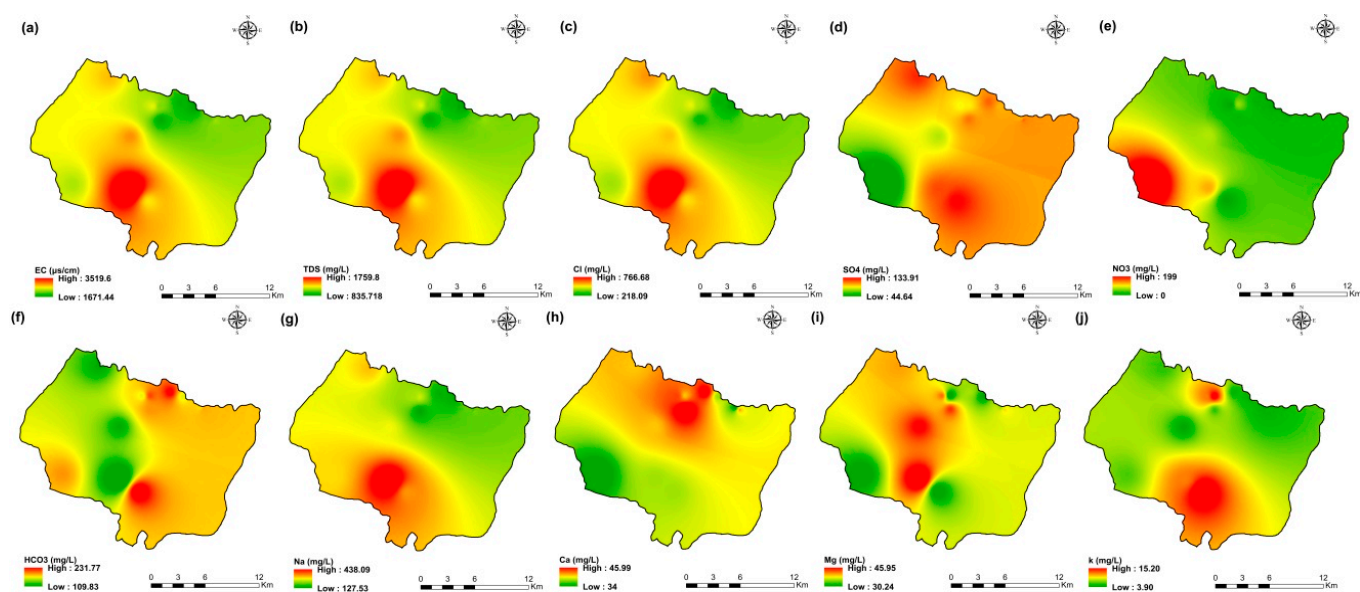 (a)
N
W E
S
EC (µs/cm)
High : 3519.6
Low : 1671.44
0 3 6 12 Km
(b)
N
W E
S
TDS (mg/L)
High : 1759.8
Low : 835.718
0 3 6 12 Km
(c)
N
W E
S
Cl (mg/L)
High : 766.68
Low : 218.09
0 3 6 12 Km
(d)
N
W E
S
SO4 (mg/L)
High : 133.91
Low : 44.64
0 3 6 12 Km
(e)
N
W E
S
NO3 (mg/L)
High : 199
Low : 0
0 3 6 12 Km
(f)
N
W E
S
HCO3 (mg/L)
High : 231.77
Low : 109.83
0 3 6 12 Km
(g)
N
W E
S
Na (mg/L)
High : 438.09
Low : 127.53
0 3 6 12 Km
(h)
N
W E
S
Ca (mg/L)
High : 45.99
Low : 34
0 3 6 12 Km
(i)
N
W E
S
Mg (mg/L)
High : 45.95
Low : 30.24
0 3 6 12 Km
(j)
N
W E
S
k (mg/L)
High : 15.20
Low : 3.90
0 3 6 12 Km